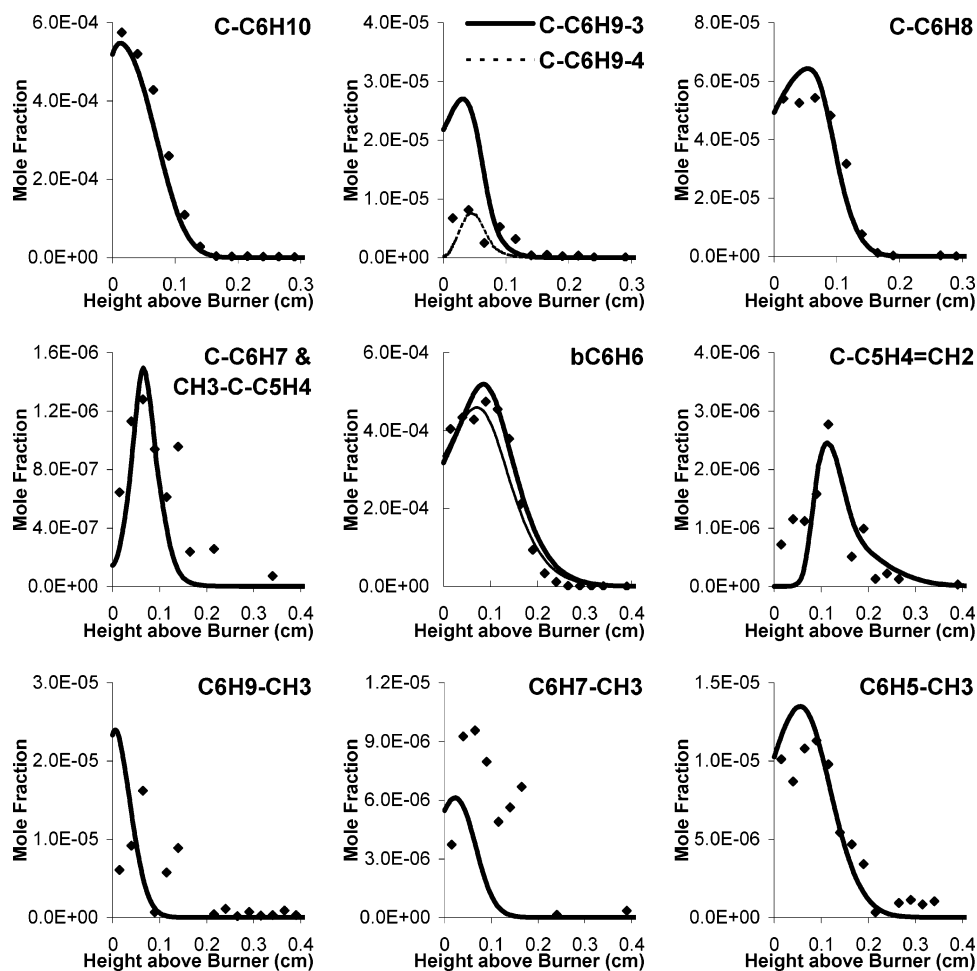 C-C6H10
Mole Fraction
6.0E-04
4.0E-04
2.0E-04
0.0E+00
0 0.1 0.2 0.3
Height above Burner (cm)
C-C6H9-3
C-C6H9-4
Mole Fraction
4.0E-05
3.0E-05
2.0E-05
1.0E-05
0.0E+00
0 0.1 0.2 0.3
Height above Burner (cm)
C-C6H8
Mole Fraction
8.0E-05
6.0E-05
4.0E-05
2.0E-05
0.0E+00
0 0.1 0.2 0.3
Height above Burner (cm)
C-C6H7 &
CH3-C-C5H4
Mole Fraction
1.6E-06
1.2E-06
8.0E-07
4.0E-07
0.0E+00
0 0.1 0.2 0.3 0.4
Height above Burner (cm)
bC6H6
Mole Fraction
6.0E-04
4.0E-04
2.0E-04
0.0E+00
0 0.1 0.2 0.3 0.4
Height above Burner (cm)
C-C5H4=CH2
Mole Fraction
4.0E-06
3.0E-06
2.0E-06
1.0E-06
0.0E+00
0 0.1 0.2 0.3 0.4
Height above Burner (cm)
C6H9-CH3
Mole Fraction
3.0E-05
2.0E-05
1.0E-05
0.0E+00
0 0.1 0.2 0.3 0.4
Height above Burner (cm)
C6H7-CH3
Mole Fraction
1.2E-05
9.0E-06
6.0E-06
3.0E-06
0.0E+00
0 0.1 0.2 0.3 0.4
Height above Burner (cm)
C6H5-CH3
Mole Fraction
1.5E-05
1.0E-05
5.0E-06
0.0E+00
0 0.1 0.2 0.3 0.4
Height above Burner (cm)